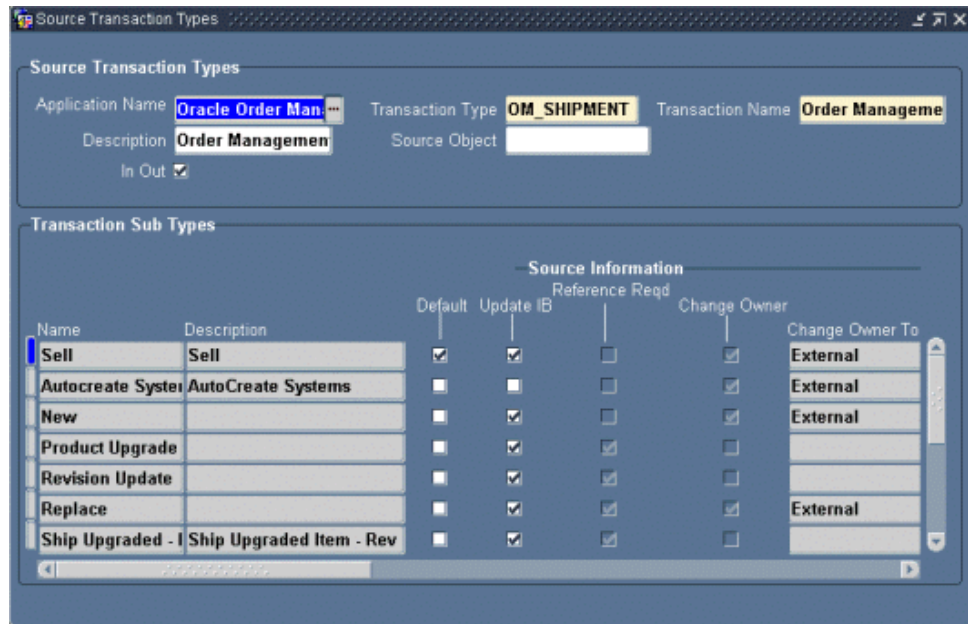 Source Transaction Types
Source Transaction Types
Application Name Oracle Order Man: ... Transaction Type OM_SHIPMENT Transaction Name Order Manageme
Description Order Managemen Source Object
In Out
Transaction Sub Types
Source Information
Reference Reqd
Default Update IB Change Owner
Name Description Change Owner To
Sell Sell External
Autocreate System AutoCreate Systems External
New External
Product Upgrade
Revision Update
Replace External
Ship Upgraded - I Ship Upgraded Item - Rev